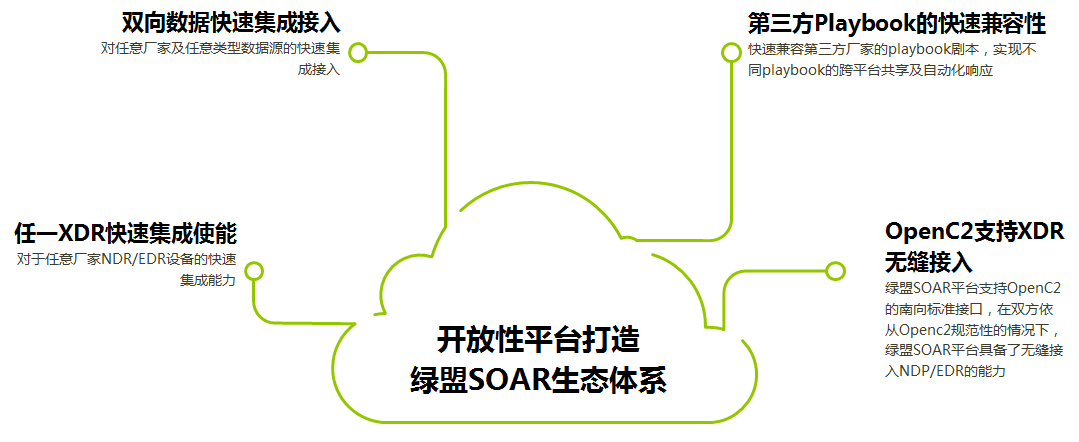 双向数据快速集成接入
对任意厂家及任意类型数据源的快速集
成接入
第三方Playbook的快速兼容性
快速兼容第三方厂家的playbook剧本，实现不
同playbook的跨平台共享及自动化响应
任一XDR快速集成使能
对于任意厂家NDR/EDR设备的快速
集成能力
OpenC2支持XDR
无缝接入
绿盟SOAR平台支持OpenC2
的南向标准接口，在双方依
从Openc2规范性的情况下，
绿盟SOAR平台具备了无缝接
入NDP/EDR的能力
开放性平台打造
绿盟SOAR生态体系